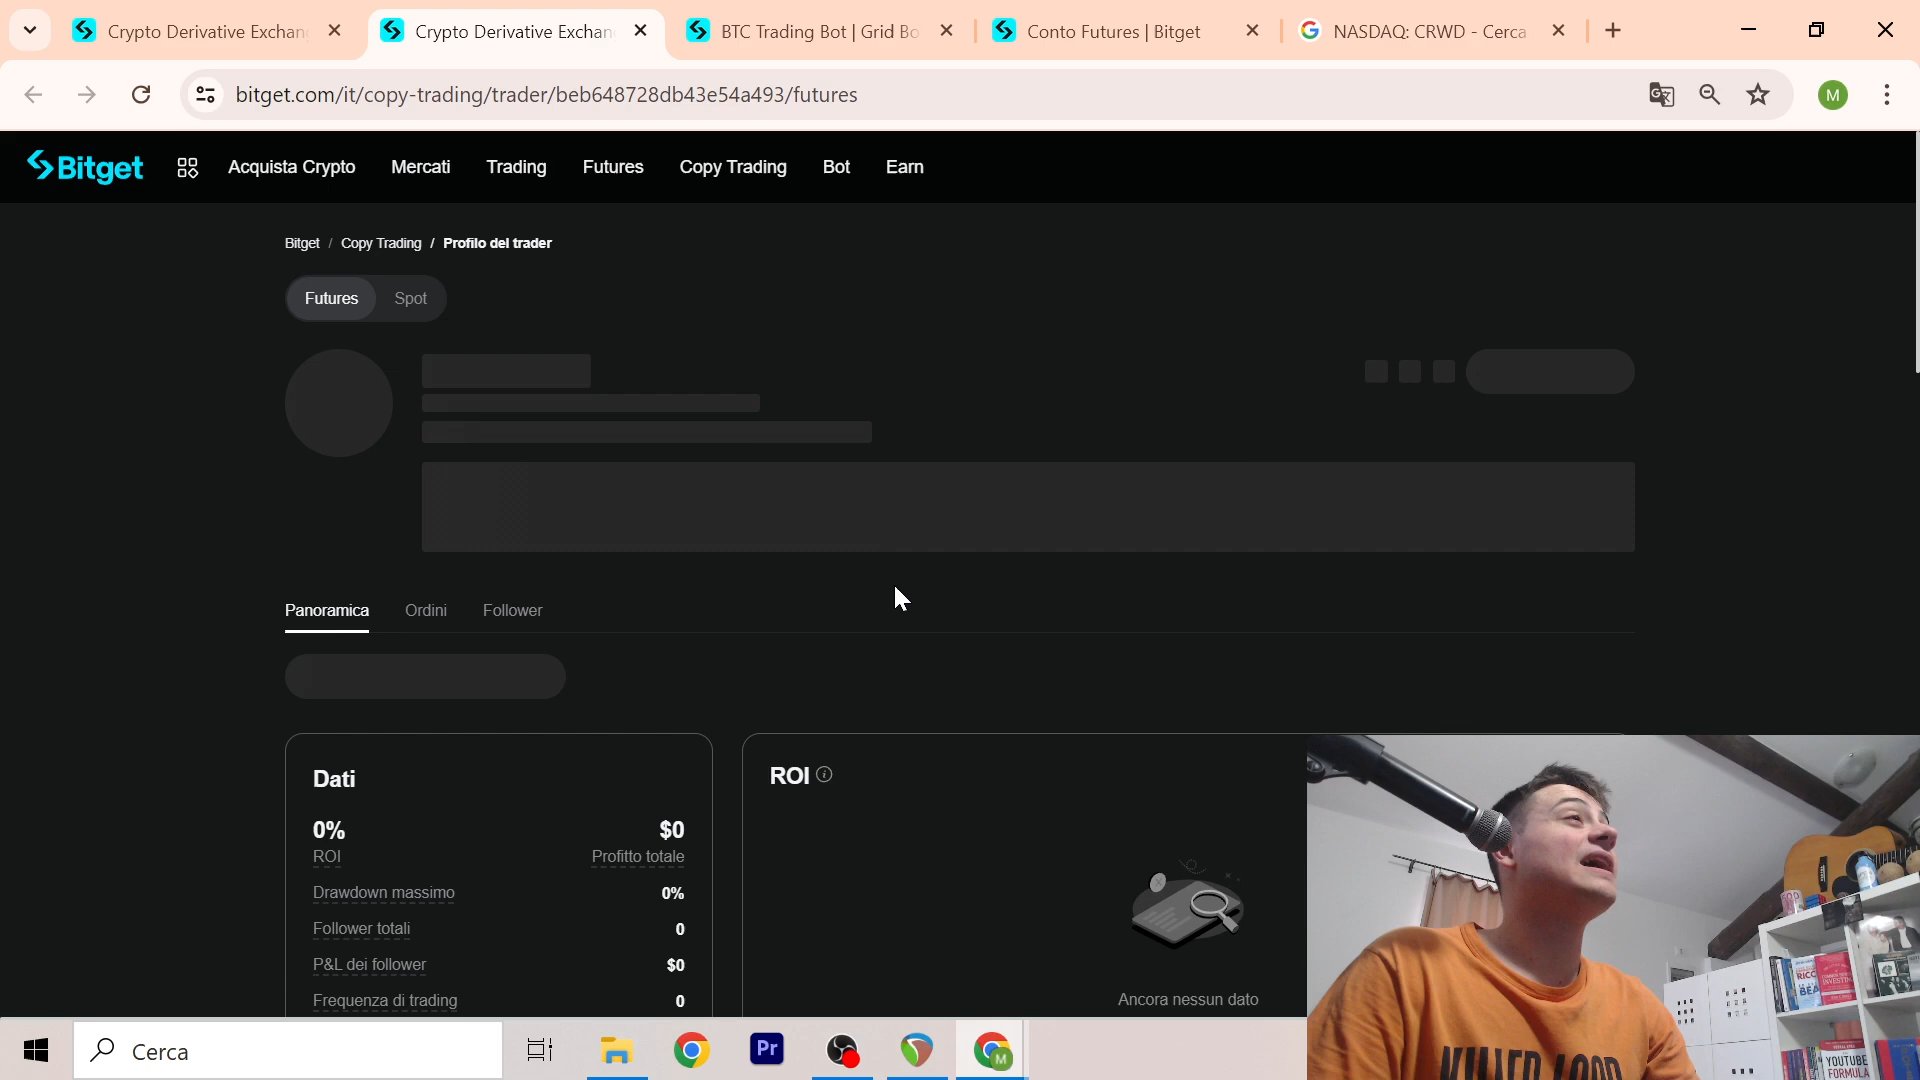 Crypto Derivative Exchan
Crypto Derivative Exchan
BTC Trading Bot | Grid Bo
Conto Futures | Bitget
NASDAQ: CRWD - Cerca
bitget.com/it/copy-trading/trader/beb648728db43e54a493/futures
M
Bitget
Acquista Crypto
Mercati
Trading
Futures
Copy Trading
Bot
Earn
Bitget / Copy Trading / Profilo del trader
Futures
Spot
Panoramica
Ordini
Follower
Dati
0%
$0
ROI
Profitto totale
Drawdown massimo
0%
Follower totali
0
P&L dei follower
$0
Frequenza di trading
0
ROI
Ancora nessun dato
YOUTUBE
FORMULA
Cerca
Pr
M